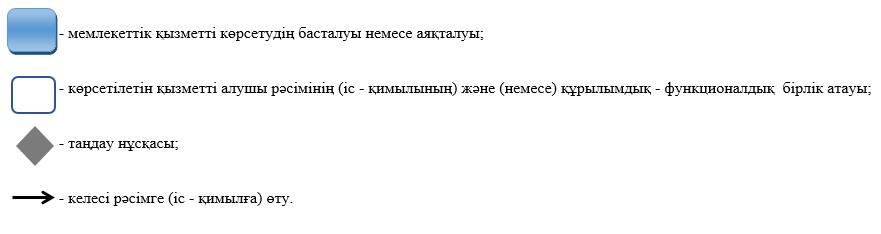 - мемлекеттік қызметті көрсетудің басталуы немесе аяқталуы;
- көрсетілетін қызметті алушы рәсімінің (іс - қимылының) және (немесе) құрылымдық - функционалдық бірлік атауы;
- таңдау нұсқасы;
- келесі рәсімге (іс - қимылға) өту.